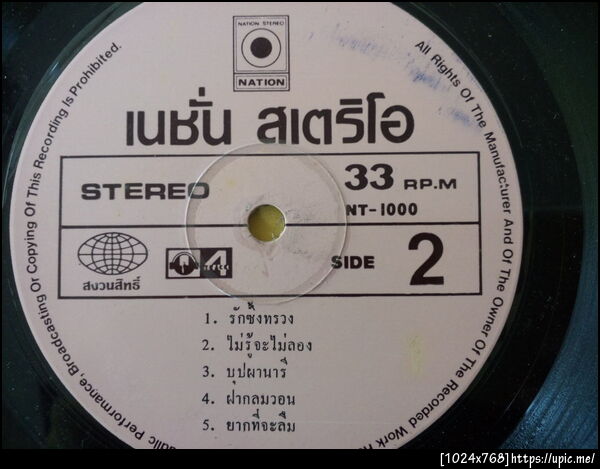 NATION STEREO
NATION
เนชั่น สเตริโอ
STEREO
33 RP.M
NT-1000
สงวนสิทธิ์
4
SIDE 2
1. รักซึ้งทรวง
2. ไม่รู้จะไม่ลอง
3. บุปผานารี
4. ฝากลมวอน
5. ยากที่จะลืม
All Rights Of The Manufacturer And Of The Owner Of The Recorded Work
Public Performance, Broadcasting Or Copying Of This Recording Is Prohibited.
[1024x768]https://upic.me/